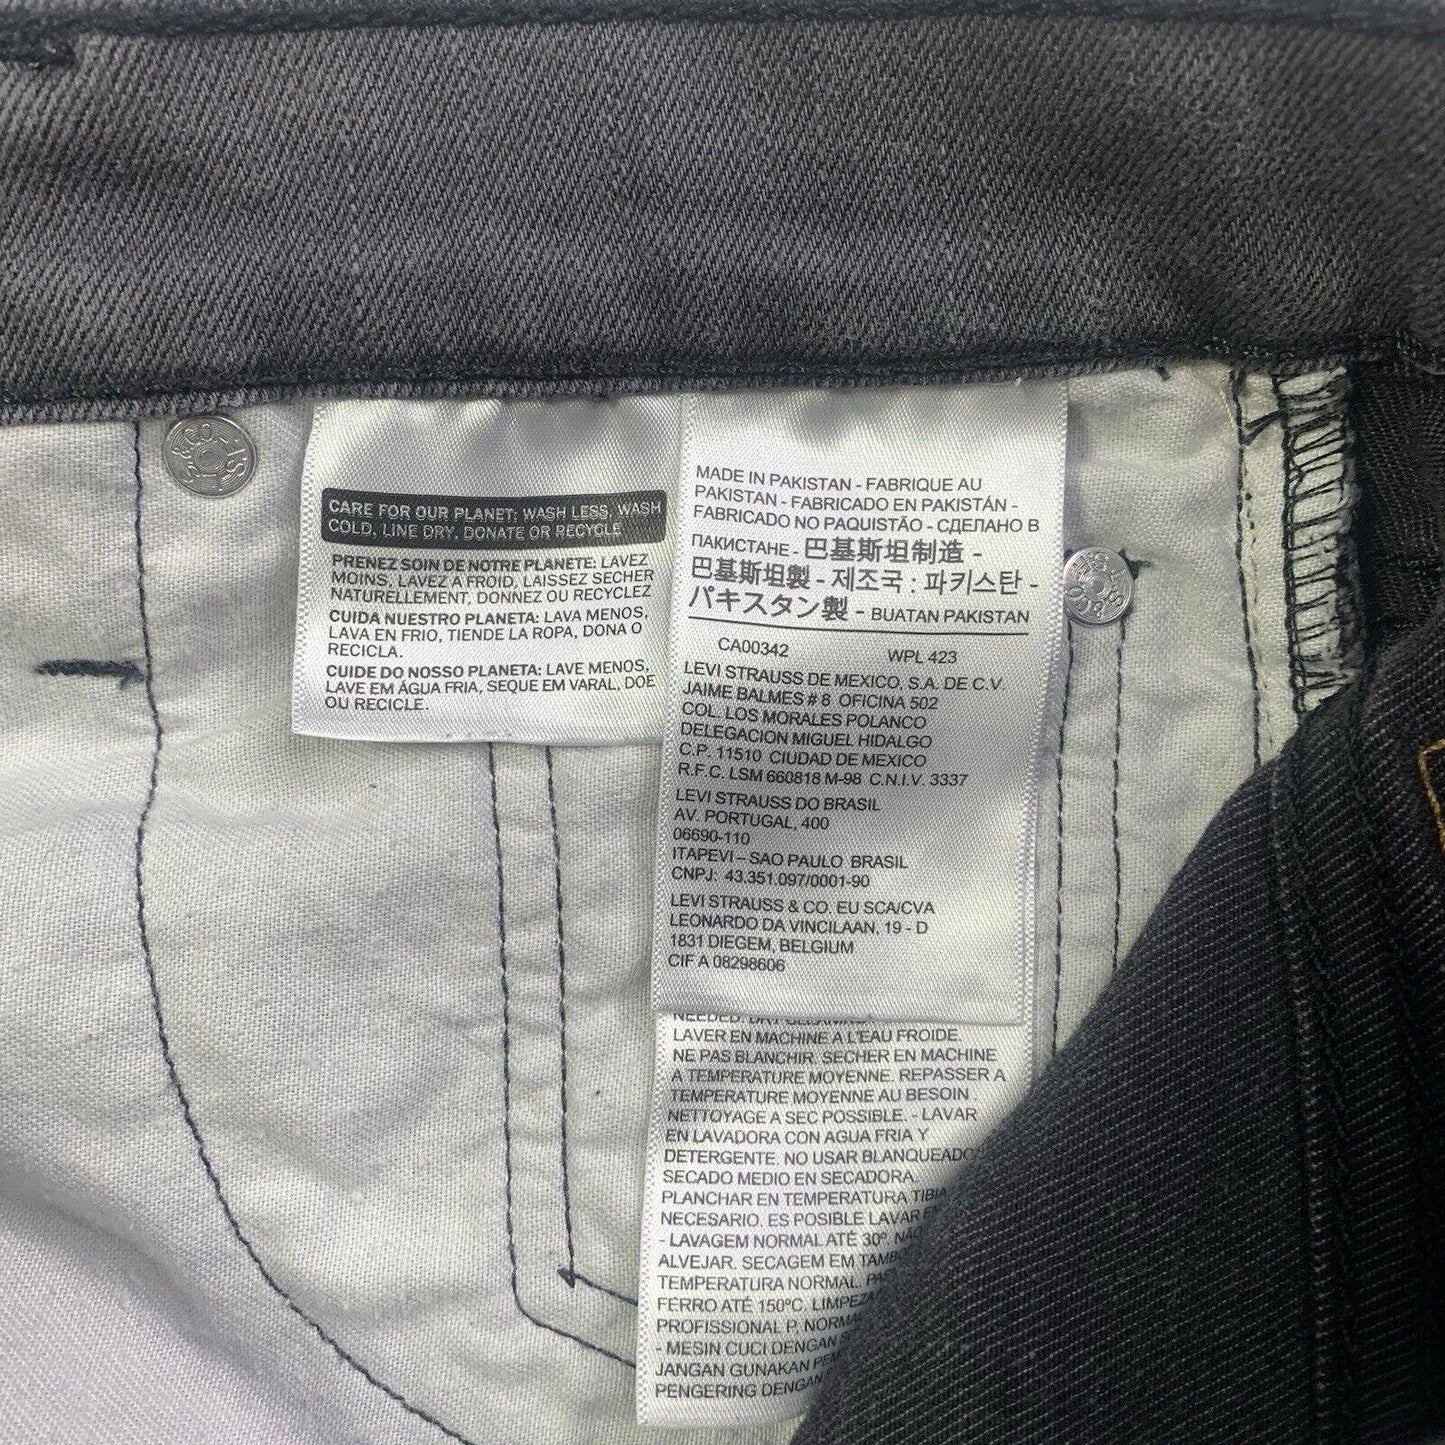 CARE FOR OUR PLANET: WASH LESS, WASH
COLD, LINE DRY, DONATE OR RECYCLE
PRENEZ SOIN DE NOTRE PLANETE: LAVEZ
MOINS, LAVEZ A FROID, LAISSEZ SECHER
NATURELLEMENT, DONNEZ OU RECYCLEZ
CUIDA NUESTRO PLANETA: LAVA MENOS,
LAVA EN FRIO, TIENDE LA ROPA, DONA O
RECICLA.
CUIDE DO NOSSO PLANETA: LAVE MENOS,
LAVE EM ÁGUA FRIA, SEQUE EM VARAL, DOE
OU RECICLE.
MADE IN PAKISTAN - FABRIQUE AU
PAKISTAN - FABRICADO EN PAKISTÁN -
FABRICADO NO PAQUISTÃO - СДЕЛАНО В
ПАКИСТАНЕ - 巴基斯坦制造 -
巴基斯坦製 - 제조국 : 파키스탄 -
パキスタン製 - BUATAN PAKISTAN
CA00342 WPL 423
LEVI STRAUSS DE MEXICO, S.A. DE C.V.
JAIME BALMES # 8 OFICINA 502
COL. LOS MORALES POLANCO
DELEGACION MIGUEL HIDALGO
C.P. 11510 CIUDAD DE MEXICO
R.F.C. LSM 660818 M-98 C.N.I.V. 3337
LEVI STRAUSS DO BRASIL
AV. PORTUGAL, 400
06690-110
ITAPEVI – SAO PAULO BRASIL
CNPJ: 43.351.097/0001-90
LEVI STRAUSS & CO. EU SCA/CVA
LEONARDO DA VINCILAAN, 19 - D
1831 DIEGEM, BELGIUM
CIF A 08298606
NEEDED. DRY
LAVER EN MACHINE A L'EAU FROIDE.
NE PAS BLANCHIR. SECHER EN MACHINE
A TEMPERATURE MOYENNE. REPASSER A
TEMPERATURE MOYENNE AU BESOIN
NETTOYAGE A SEC POSSIBLE. - LAVAR
EN LAVADORA CON AGUA FRIA Y
DETERGENTE. NO USAR BLANQUEADO
SECADO MEDIO EN SECADORA.
PLANCHAR EN TEMPERATURA TIBIA
NECESARIO. ES POSIBLE LAVAR E
- LAVAGEM NORMAL ATÉ 30º. NÃO
ALVEJAR. SECAGEM EM TAMBO
TEMPERATURA NORMAL. PAS
FERRO ATÉ 150ºC. LIMPEZA
PROFISSIONAL P, NORMA
- MESIN CUCI DENGAN
JANGAN GUNAKAN PEM
PENGERING DENGAN